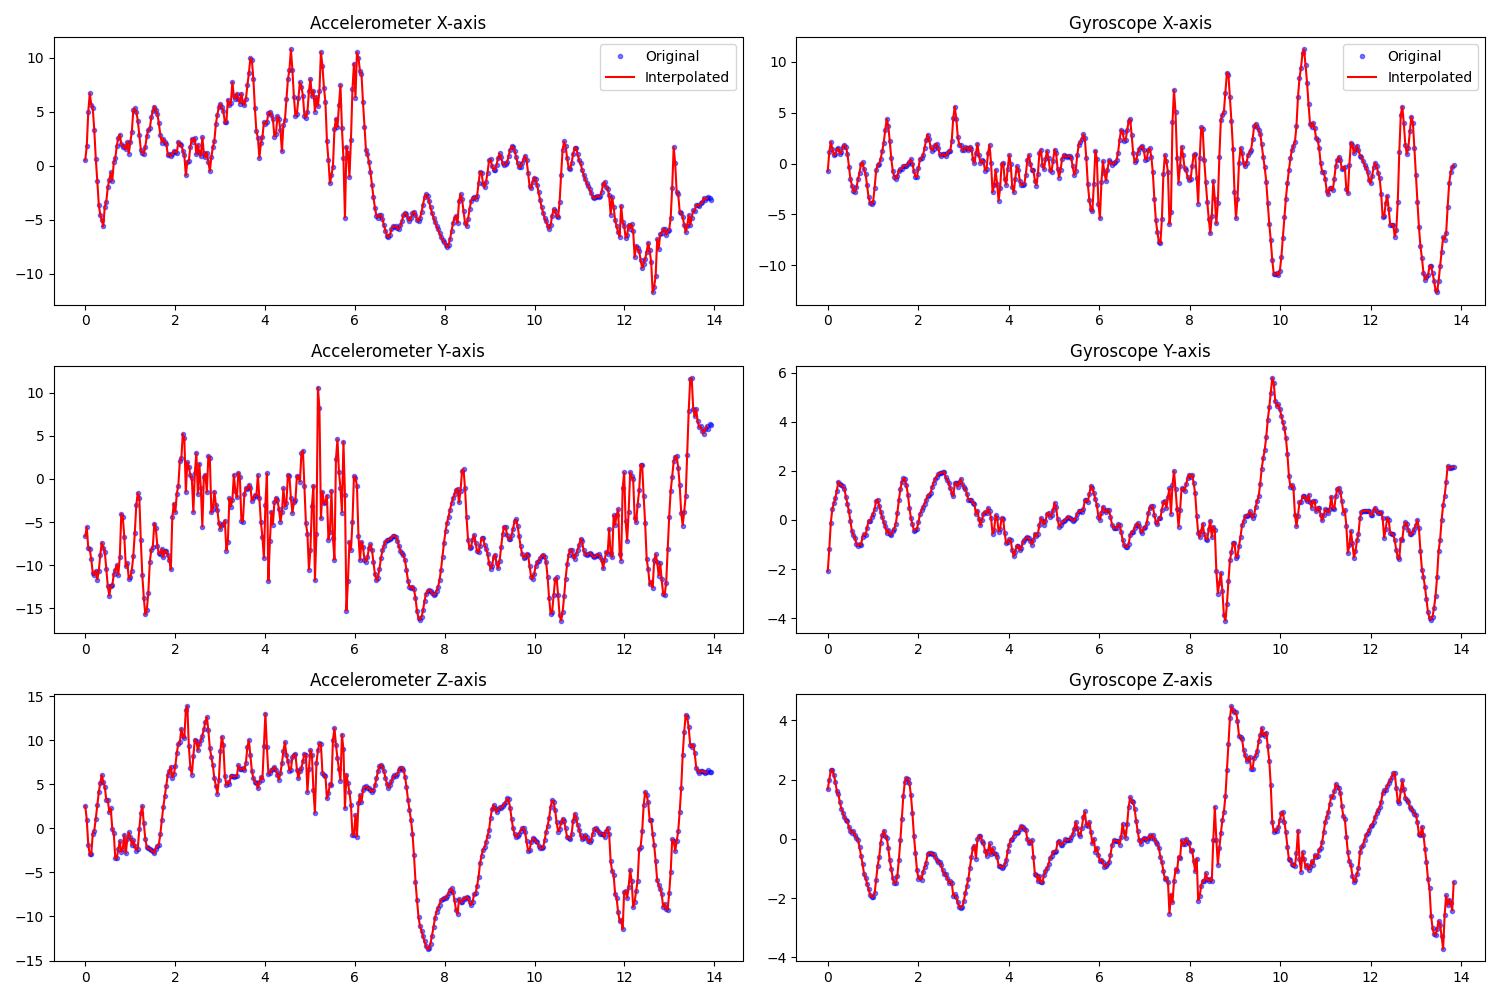 Accelerometer X-axis
10
5
0
−5
−10
0 2 4 6 8 10 12 14
Original
Interpolated
Gyroscope X-axis
10
5
0
−5
−10
0 2 4 6 8 10 12 14
Original
Interpolated
Accelerometer Y-axis
10
5
0
−5
−10
−15
0 2 4 6 8 10 12 14
Gyroscope Y-axis
6
4
2
0
−2
−4
0 2 4 6 8 10 12 14
Accelerometer Z-axis
15
10
5
0
−5
−10
−15
0 2 4 6 8 10 12 14
Gyroscope Z-axis
4
2
0
−2
−4
0 2 4 6 8 10 12 14